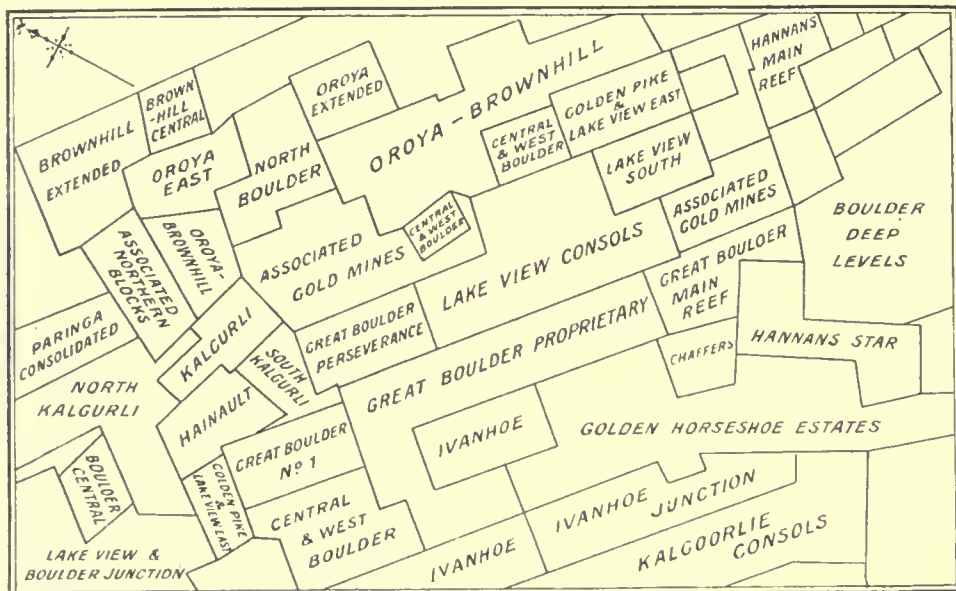 BROWNHILL
EXTENDED
BROWN
-HILL
CENTRAL
OROYA
EAST
NORTH
BOULDER
OROYA
EXTENDED
OROYA-BROWNHILL
CENTRAL
& WEST
BOULDER
GOLDEN PIKE
&
LAKE VIEW EAST
HANNANS
MAIN
REEF
LAKE VIEW
SOUTH
ASSOCIATED
GOLD MINES
BOULDER
DEEP
LEVELS
ASSOCIATED
NORTHERN
BLOCKS
OROYA-
BROWNHILL
ASSOCIATED
GOLD MINES
CENTRAL
& WEST
BOULDER
LAKE VIEW CONSOLS
GREAT BOULDER
MAIN
REEF
PARINGA
CONSOLIDATED
KALGURLI
GREAT BOULDER
PERSEVERANCE
GREAT BOULDER PROPRIETARY
CHAFFERS
HANNANS STAR
NORTH
KALGURLI
SOUTH
KALGURLI
HAINAULT
GREAT BOULDER
Nº 1
IVANHOE
GOLDEN HORSESHOE ESTATES
BOULDER
CENTRAL
GOLDEN PIKE
&
LAKE VIEW EAST
CENTRAL
& WEST
BOULDER
IVANHOE
IVANHOE
JUNCTION
KALGOORLIE
CONSOLS
LAKE VIEW &
BOULDER JUNCTION